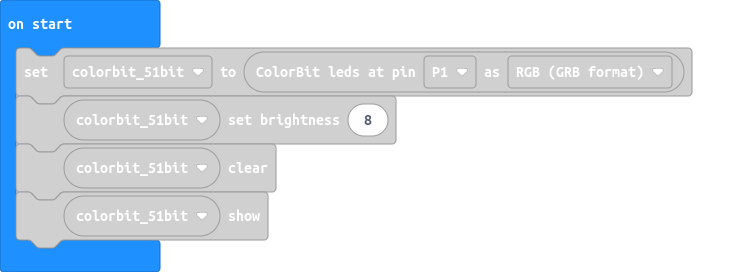 on start
set colorbit_51bit to ColorBit leds at pin P1 as RGB (GRB format)
colorbit_51bit set brightness 8
colorbit_51bit clear
colorbit_51bit show